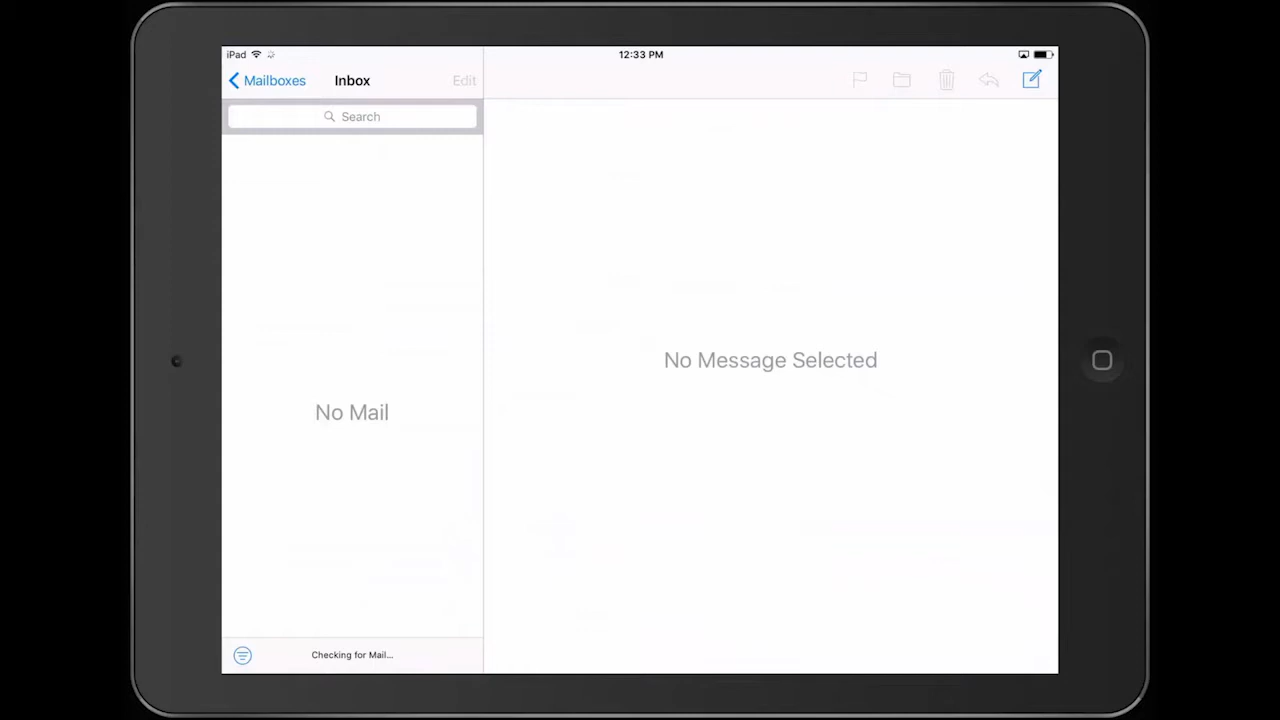 iPad 12:33 PM
Mailboxes Inbox Edit
Search
No Message Selected
No Mail
Checking for Mail...